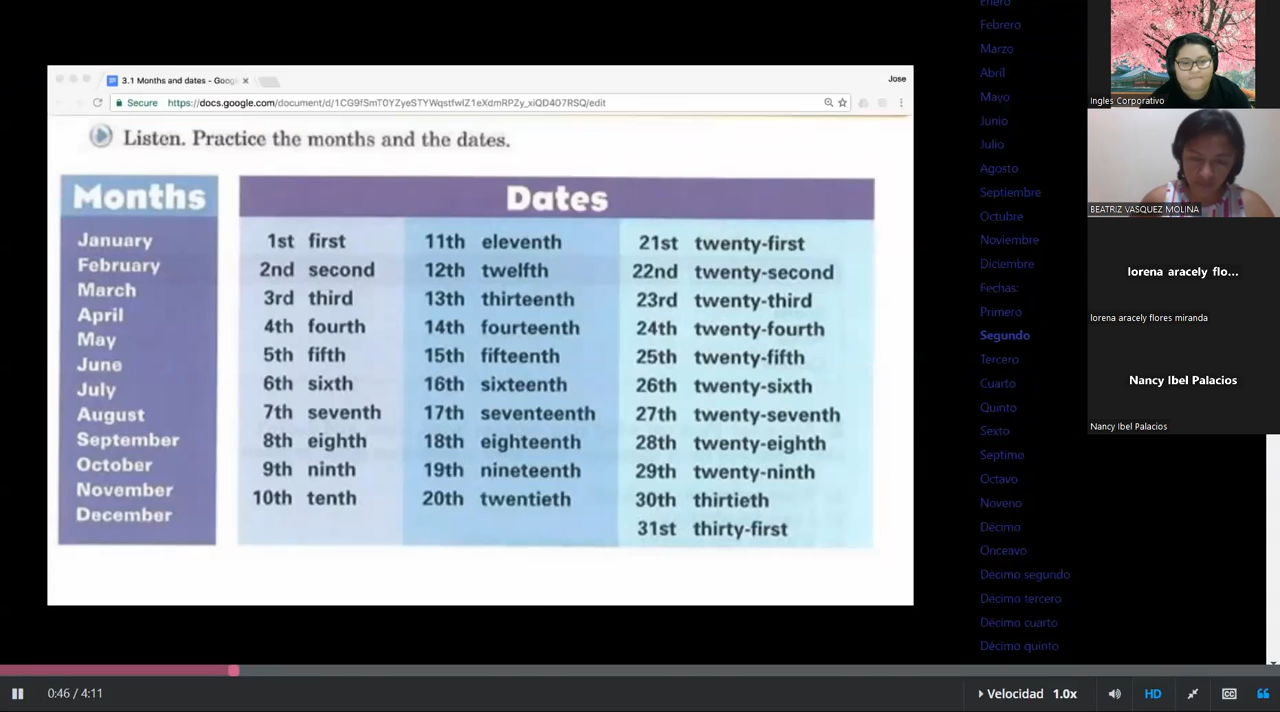 3.1 Months and dates - Goog
Jose
Secure https://docs.google.com/document/d/1CG9fSmT0YZyeSTYWqstfwIZ1eXdmRPZy_xiQD407RSQ/edit
Listen. Practice the months and the dates.
Months
January
February
March
April
May
June
July
August
September
October
November
December
Dates
1st first
2nd second
3rd third
4th fourth
5th fifth
6th sixth
7th seventh
8th eighth
9th ninth
10th tenth
11th eleventh
12th twelfth
13th thirteenth
14th fourteenth
15th fifteenth
16th sixteenth
17th seventeenth
18th eighteenth
19th nineteenth
20th twentieth
21st twenty-first
22nd twenty-second
23rd twenty-third
24th twenty-fourth
25th twenty-fifth
26th twenty-sixth
27th twenty-seventh
28th twenty-eighth
29th twenty-ninth
30th thirtieth
31st thirty-first
Enero
Febrero
Marzo
Abril
Mayo
Junio
Julio
Agosto
Septiembre
Octubre
Noviembre
Diciembre
Fechas:
Primero
Segundo
Tercero
Cuarto
Quinto
Sexto
Septimo
Octavo
Noveno
Décimo
Onceavo
Décimo segundo
Décimo tercero
Décimo cuarto
Décimo quinto
Ingles Corporativo
BEATRIZ VASQUEZ MOLINA
lorena aracely flo...
lorena aracely flores miranda
Nancy Ibel Palacios
Nancy Ibel Palacios
0:46 / 4:11
Velocidad 1.0x
HD
CC